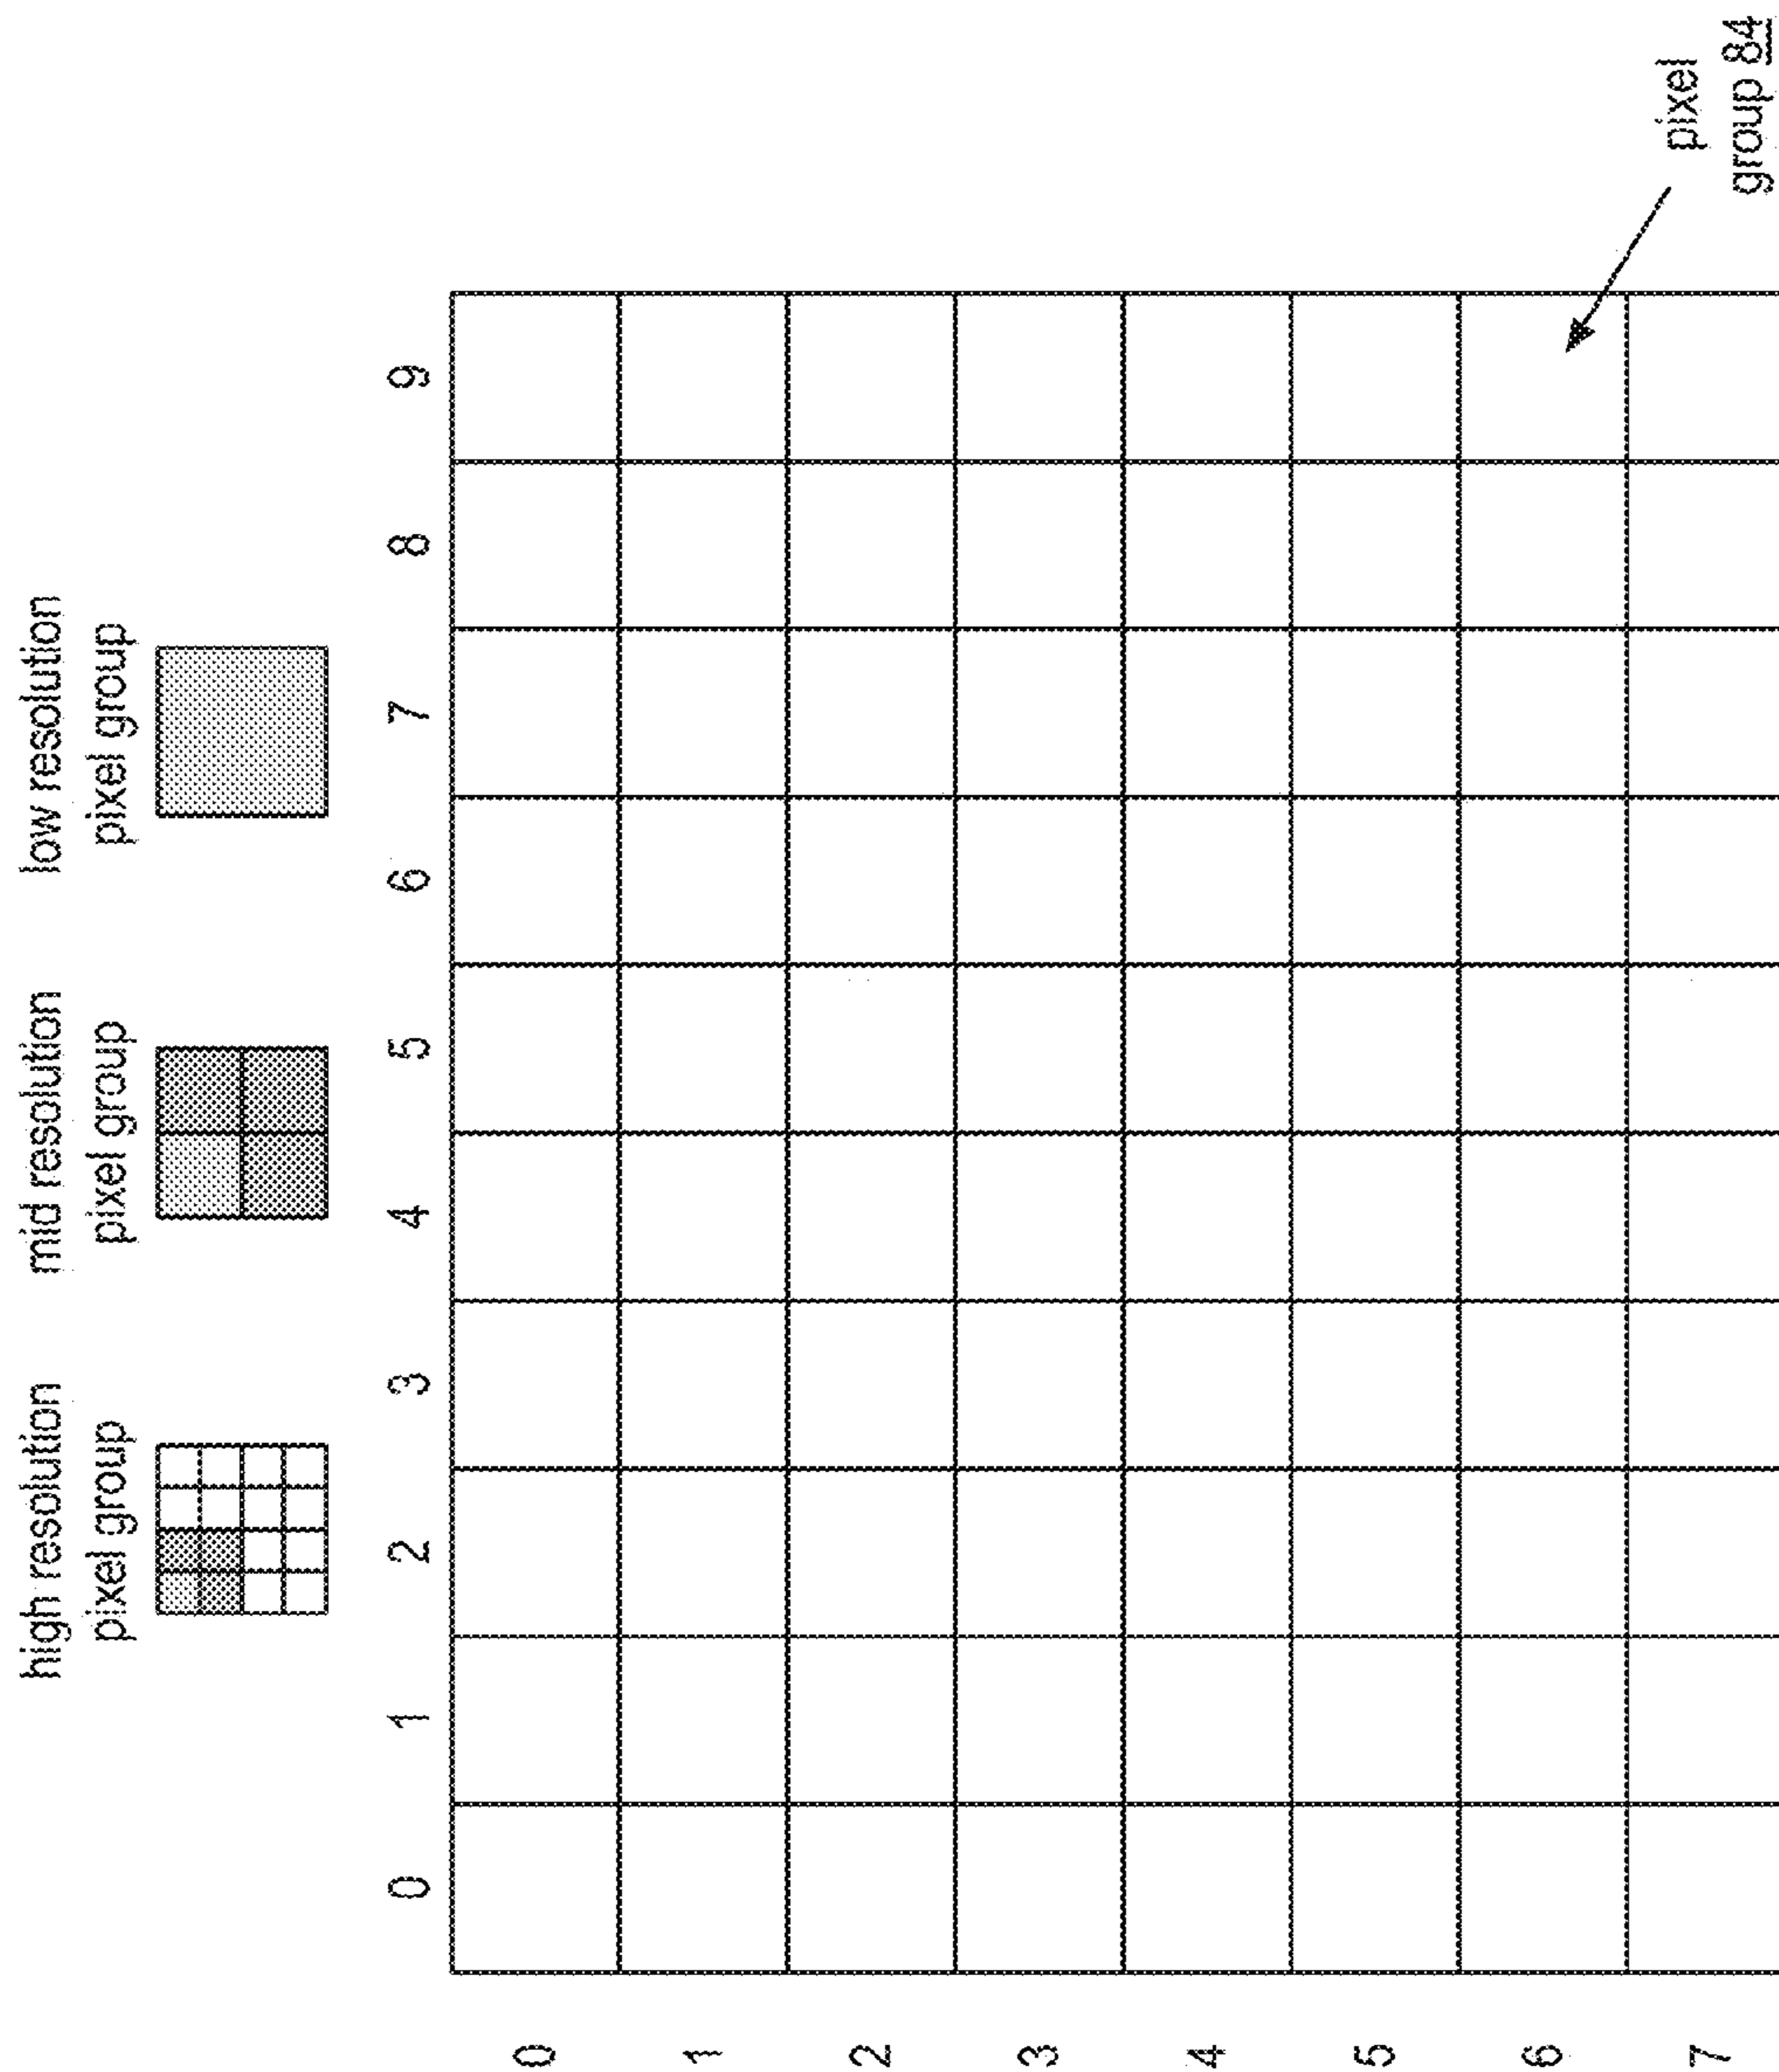 high resolution
pixel group
mid resolution
pixel group
low resolution
pixel group
0 1 2 3 4 5 6 7 8 9
0
1
2
3
4
5
6
7
pixel
group 84